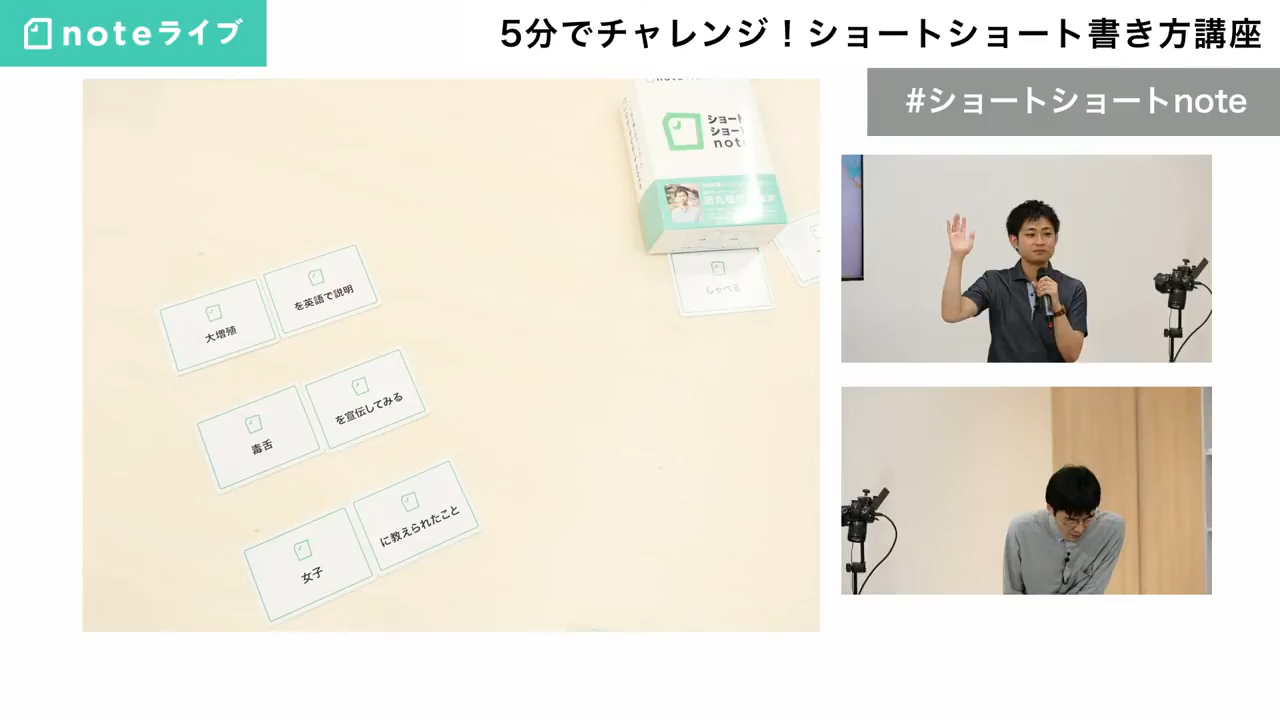 noteライブ
5分でチャレンジ！ショートショート書き方講座
#ショートショートnote
ショート
ショー
note
しゃべる
大増殖
を英語で説明
毒舌
を宣伝してみる
女子
に教えられたこと